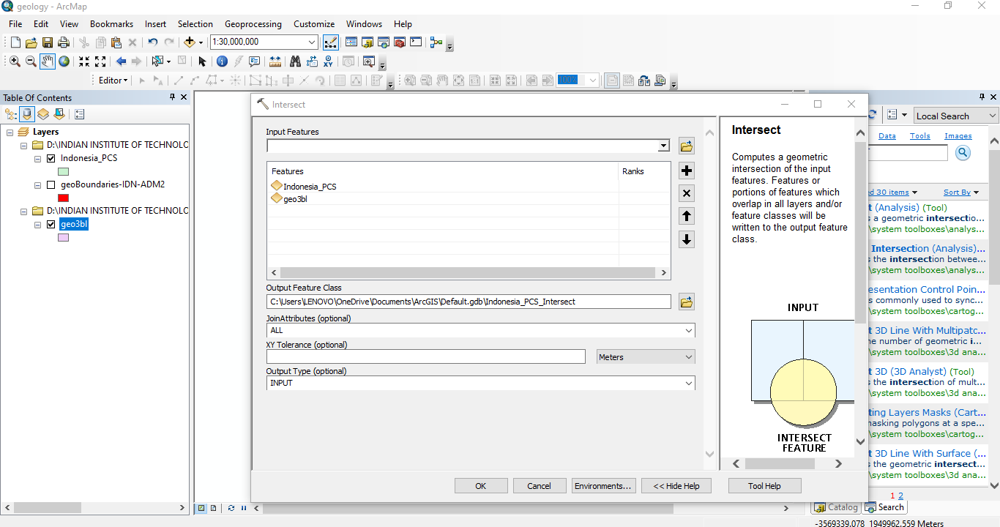 geology - ArcMap
File Edit View Bookmarks Insert Selection Geoprocessing Customize Windows Help
1:30,000,000
Editor
100%
Table Of Contents
Layers
D:\INDIAN INSTITUTE OF TECHNOLC
Indonesia_PCS
geoBoundaries-IDN-ADM2
D:\INDIAN INSTITUTE OF TECHNOLC
geo3bl
Intersect
Input Features
Features Ranks
Indonesia_PCS
geo3bl
Output Feature Class
C:\Users\LENOVO\OneDrive\Documents\ArcGIS\Default.gdb\Indonesia_PCS_Intersect
JoinAttributes (optional)
ALL
XY Tolerance (optional)
Meters
Output Type (optional)
INPUT
OK Cancel Environments... << Hide Help Tool Help
Intersect
Computes a geometric
intersection of the input
features. Features or
portions of features which
overlap in all layers and/or
feature classes will be
written to the output feature
class.
INPUT
INTERSECT
FEATURE
Local Search
Data Tools Images
ed 30 items Sort By
t (Analysis) (Tool)
s a geometric intersectio...
\system toolboxes\analys...
Intersection (Analysis)...
the intersection betwee...
\system toolboxes\analys...
esentation Control Poin...
s commonly used to sync...
\system toolboxes\cartog...
t 3D Line With Multipatc...
he number of geometric i...
\system toolboxes\3d ana...
t 3D (3D Analyst) (Tool)
s the intersection of mult...
\system toolboxes\3d ana...
ting Layers Masks (Cart...
masking polygons at a spe...
\system toolboxes\cartog...
t 3D Line With Surface (...
s the geometric intersect...
\system toolboxes\3d ana...
1 2
Catalog Search
-3569339.078 1949962.559 Meters